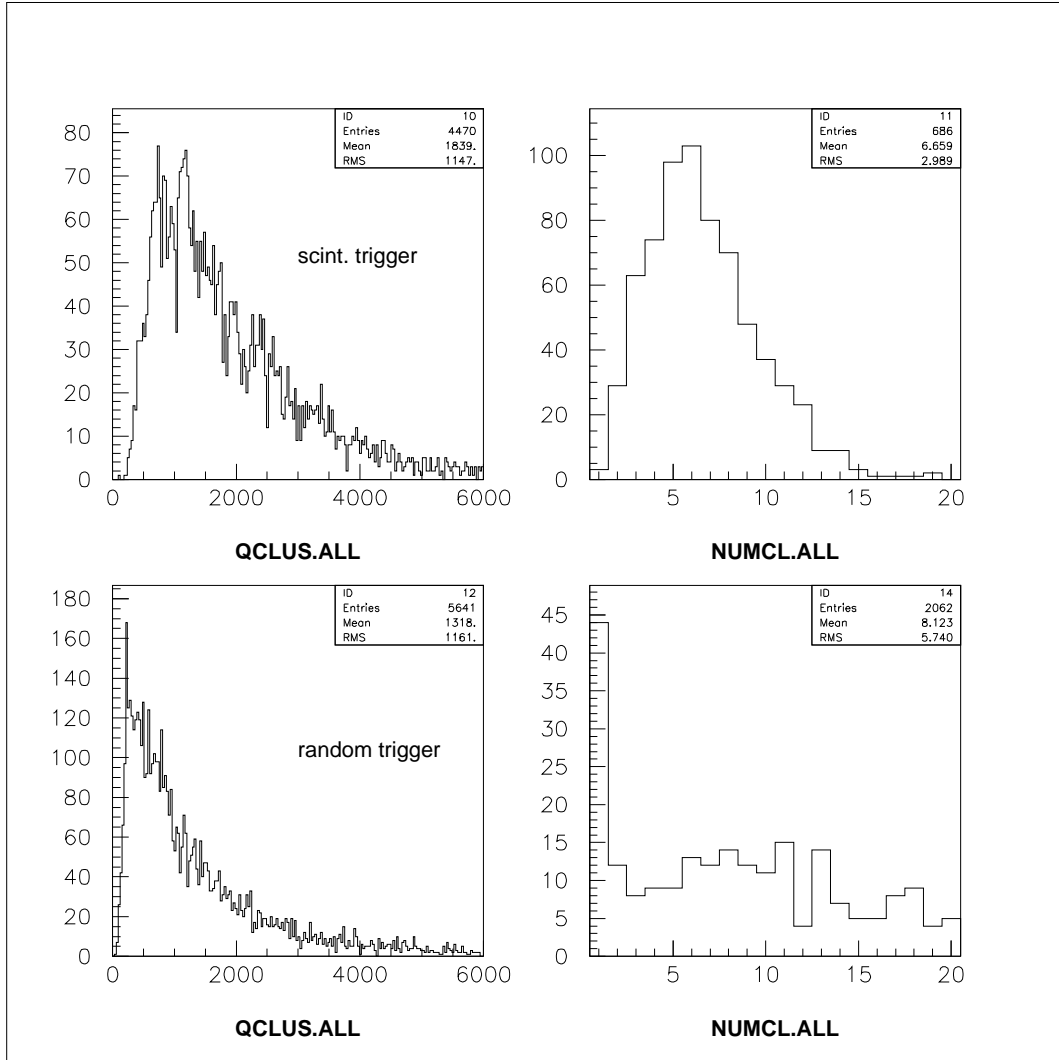 ID 10
Entries 4470
Mean 1839.
RMS 1147.
80
70
60
50
40
30
20
10
0
scint. trigger
0 2000 4000 6000
QCLUS.ALL
ID 11
Entries 686
Mean 6.659
RMS 2.989
100
80
60
40
20
0
5 10 15 20
NUMCL.ALL
ID 12
Entries 5641
Mean 1318.
RMS 1161.
180
160
140
120
100
80
60
40
20
0
random trigger
0 2000 4000 6000
QCLUS.ALL
ID 14
Entries 2062
Mean 8.123
RMS 5.740
45
40
35
30
25
20
15
10
5
0
5 10 15 20
NUMCL.ALL